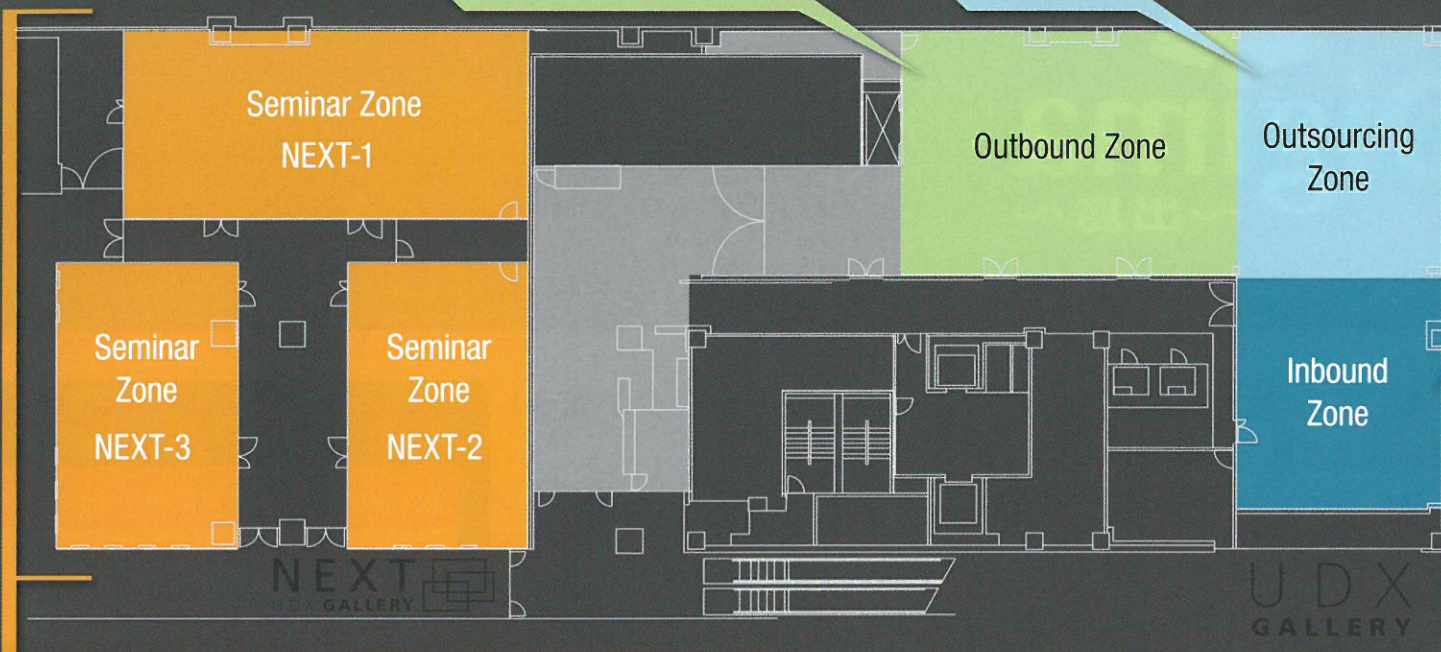 Seminar Zone
NEXT-1
Outbound Zone
Outsourcing
Zone
Seminar
Zone
NEXT-3
Seminar
Zone
NEXT-2
Inbound
Zone
NEXT
UDX GALLERY
UDX
GALLERY